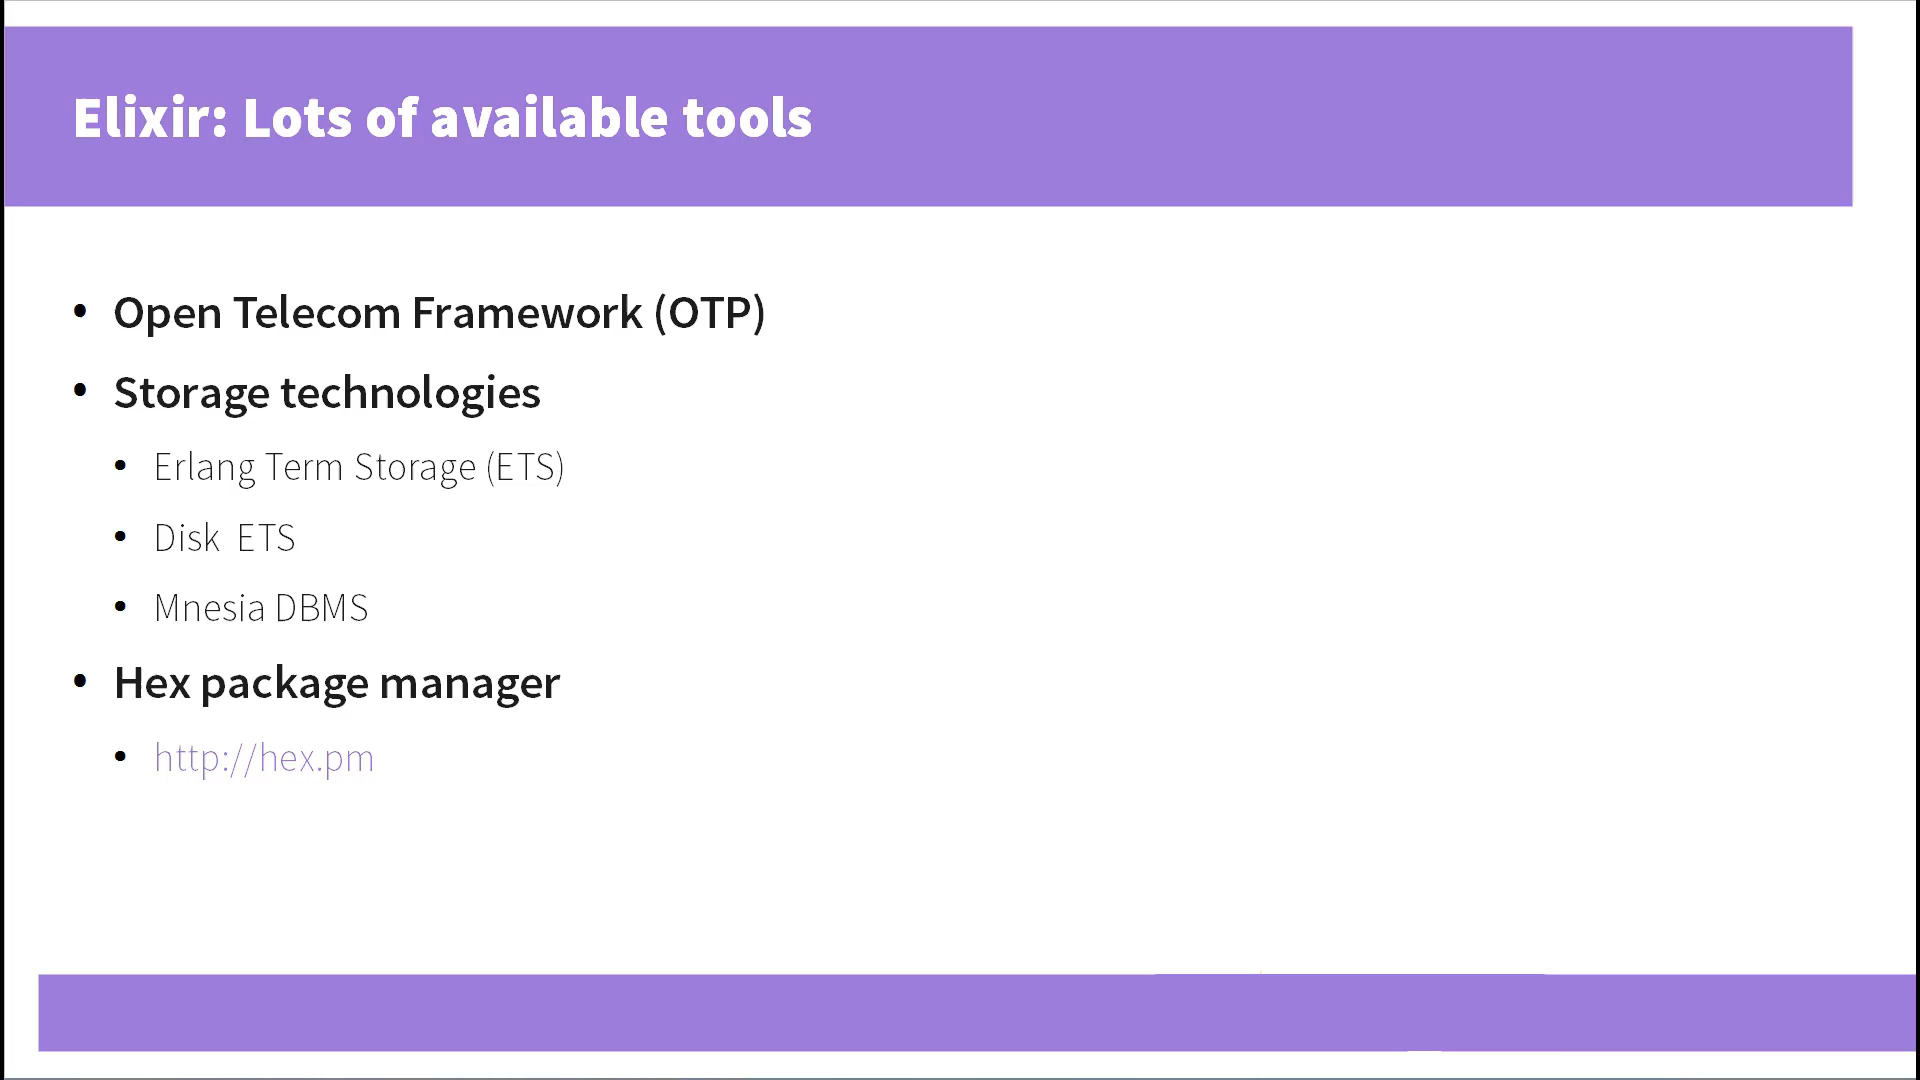 Elixir: Lots of available tools
• Open Telecom Framework (OTP)
• Storage technologies
• Erlang Term Storage (ETS)
• Disk  ETS
• Mnesia DBMS
• Hex package manager
• http://hex.pm